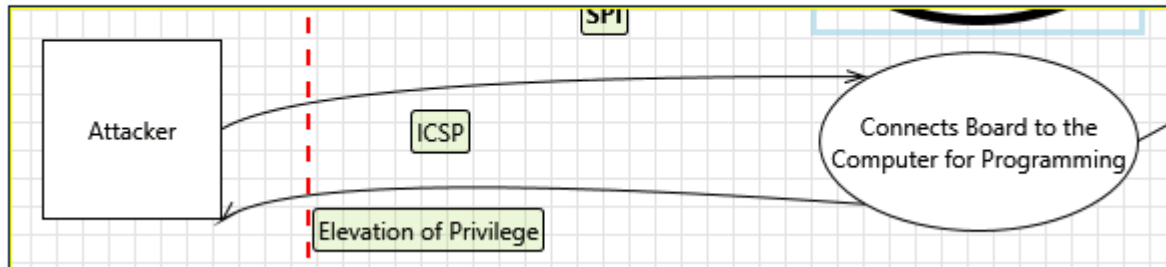 SPI
Attacker
ICSP
Connects Board to the
Computer for Programming
Elevation of Privilege